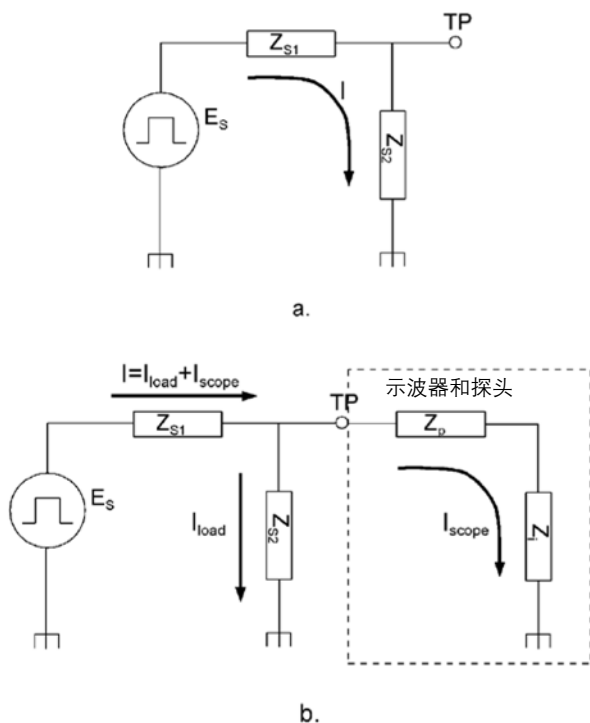 TP
Z_S1
I
E_S
Z_S2
a.
I=I_load+I_scope
示波器和探头
TP
Z_S1
Z_p
E_S
I_load
Z_S2
I_scope
Z_i
b.